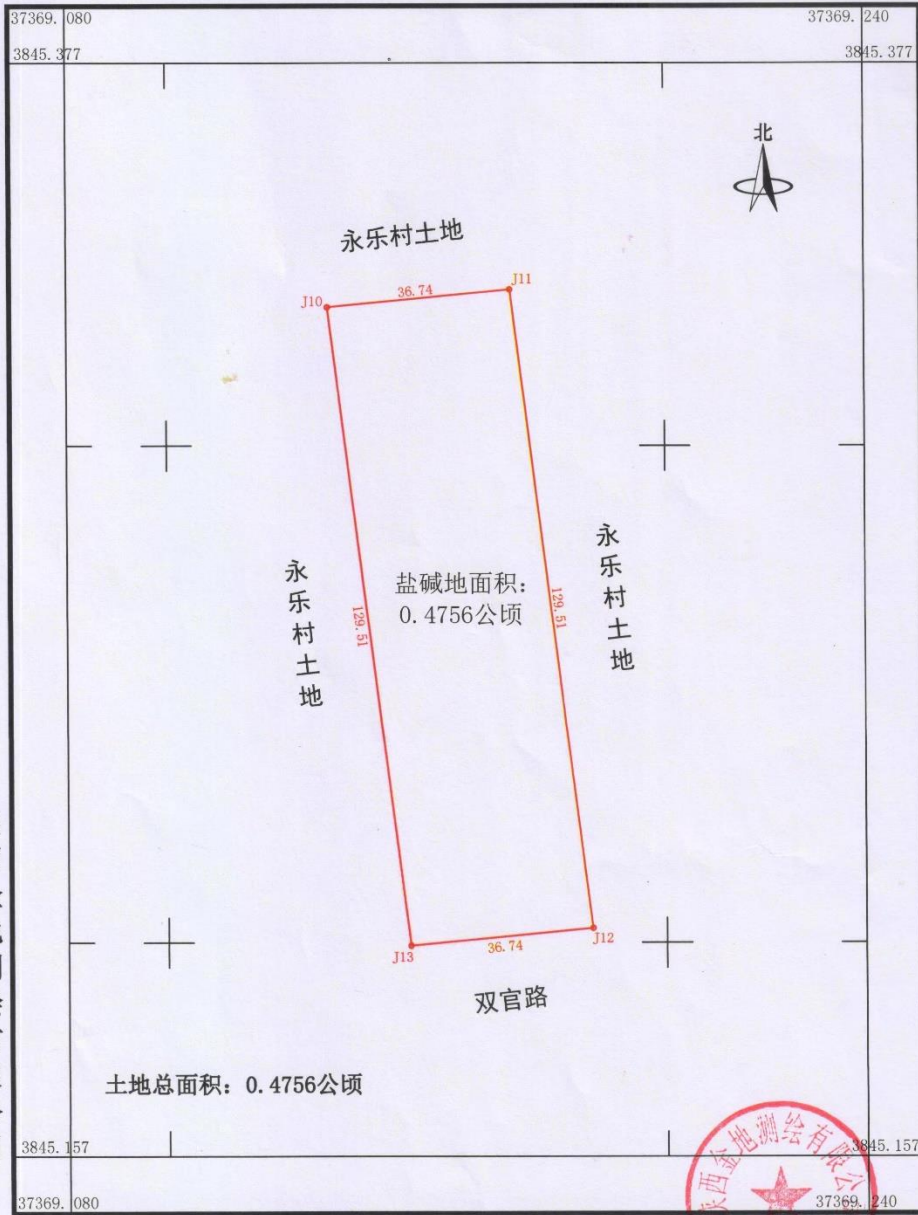 37369. 080
37369. 240
3845.377
3845.377
北
永乐村土地
J10
36.74
J11
永乐村土地
129.51
盐碱地面积：
0.4756公顷
129.51
永乐村土地
J13
36.74
J12
双官路
土地总面积：0.4756公顷
西金地测绘有限公
3845.157
3845.157
37369. 080
37369. 240